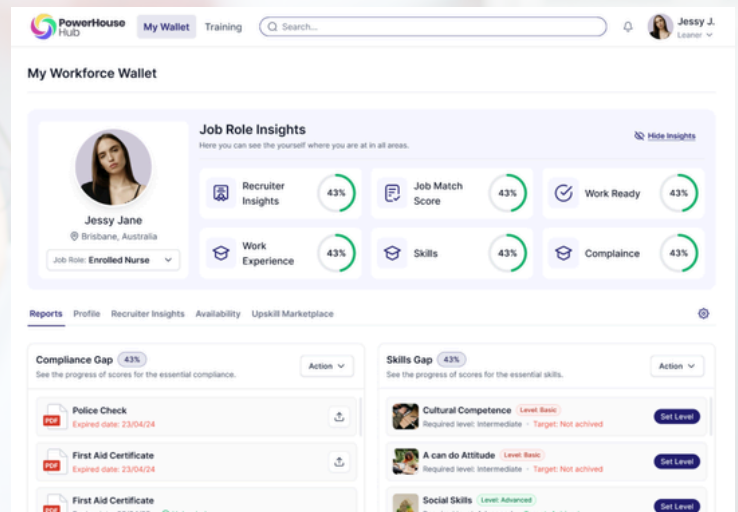 PowerHouse
Hub
My Wallet
Training
Search...
Jessy J.
Leaner
My Workforce Wallet
Jessy Jane
Brisbane, Australia
Job Role: Enrolled Nurse
Job Role Insights
Here you can see the yourself where you are at in all areas.
Hide Insights
Recruiter
Insights
43%
Job Match
Score
43%
Work Ready
43%
Work
Experience
43%
Skills
43%
Complaince
43%
Reports
Profile
Recruiter Insights
Availability
Upskill Marketplace
Compliance Gap 43%
See the progress of scores for the essential compliance.
Action
PDF
Police Check
Expired date: 23/04/24
PDF
First Aid Certificate
Expired date: 23/04/24
PDF
First Aid Certificate
Skills Gap 43%
See the progress of scores for the essential skills.
Action
Cultural Competence Level: Basic
Required level: Intermediate • Target: Not achived
Set Level
A can do Attitude Level: Basic
Required level: Intermediate • Target: Not achived
Set Level
Social Skills Level: Advanced
Set Level